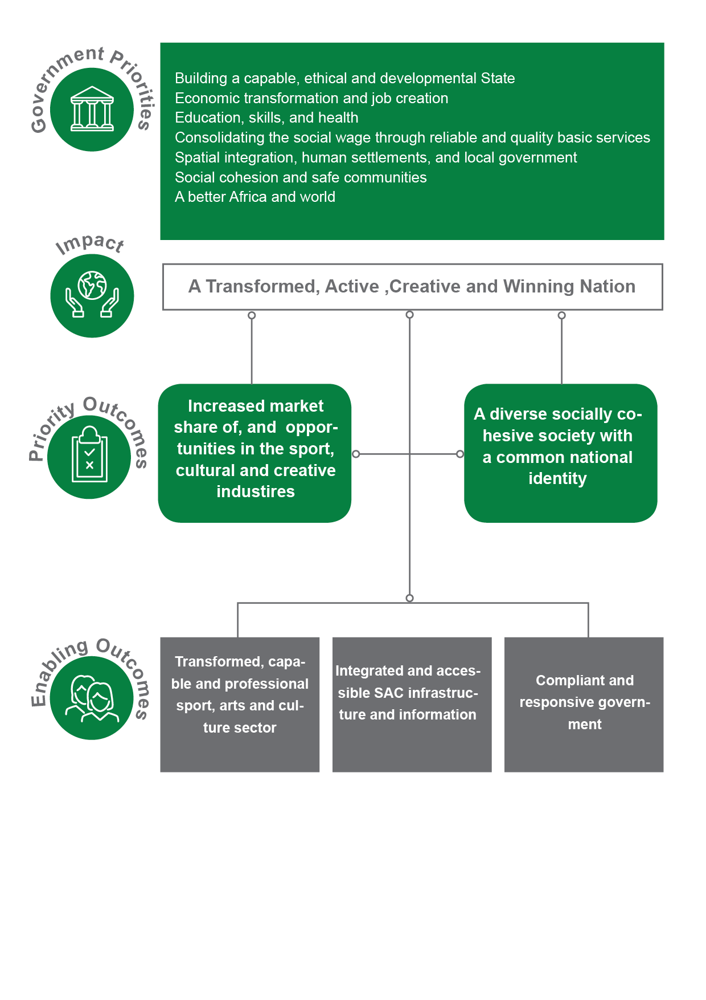 Government Priorities
Building a capable, ethical and developmental State
Economic transformation and job creation
Education, skills, and health
Consolidating the social wage through reliable and quality basic services
Spatial integration, human settlements, and local government
Social cohesion and safe communities
A better Africa and world
Impact
A Transformed, Active ,Creative and Winning Nation
Priority Outcomes
Increased market
share of, and  oppor-
tunities in the sport,
cultural and creative
industires
A diverse socially co-
hesive society with
a common national
identity
Enabling Outcomes
Transformed, capa-
ble and professional
sport, arts and cul-
ture sector
Integrated and acces-
sible SAC infrastruc-
ture and information
Compliant and
responsive govern-
ment